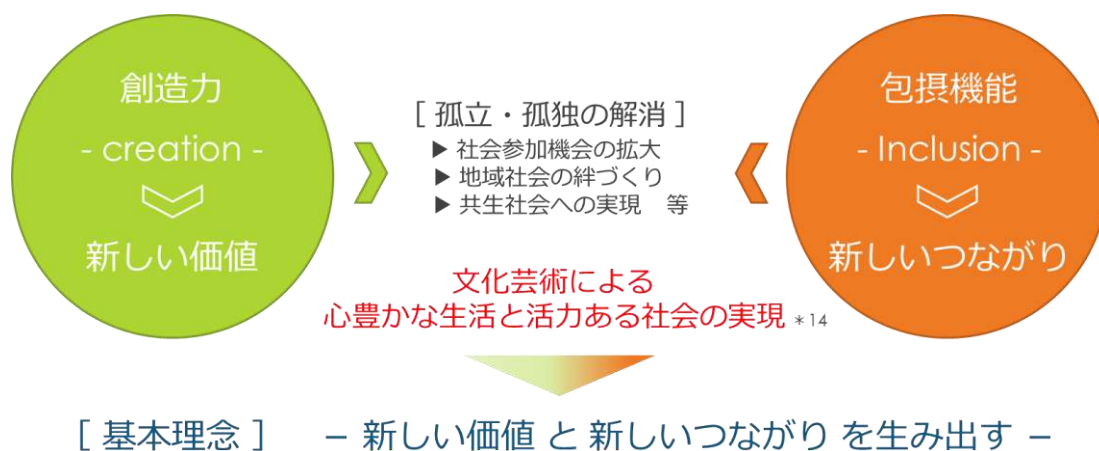 創造力
- creation -
新しい価値
[ 孤立・孤独の解消 ]
▶ 社会参加機会の拡大
▶ 地域社会の絆づくり
▶ 共生社会への実現　等
包摂機能
- Inclusion -
新しいつながり
文化芸術による
心豊かな生活と活力ある社会の実現 ＊14
[ 基本理念 ]　－ 新しい価値 と 新しいつながり を生み出す －